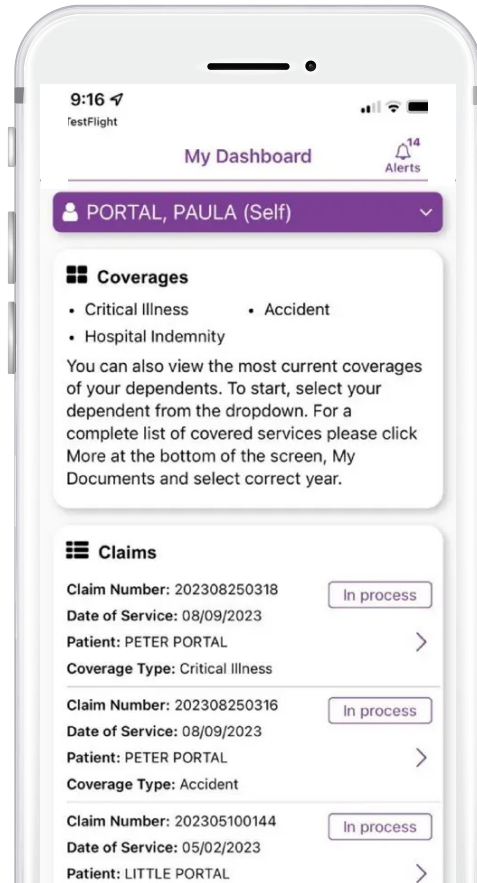 9:16
TestFlight
My Dashboard
14
Alerts
PORTAL, PAULA (Self)
Coverages
• Critical Illness • Accident
• Hospital Indemnity
You can also view the most current coverages
of your dependents. To start, select your
dependent from the dropdown. For a
complete list of covered services please click
More at the bottom of the screen, My
Documents and select correct year.
Claims
Claim Number: 202308250318 In process
Date of Service: 08/09/2023
Patient: PETER PORTAL
Coverage Type: Critical Illness
Claim Number: 202308250316 In process
Date of Service: 08/09/2023
Patient: PETER PORTAL
Coverage Type: Accident
Claim Number: 202305100144 In process
Date of Service: 05/02/2023
Patient: LITTLE PORTAL